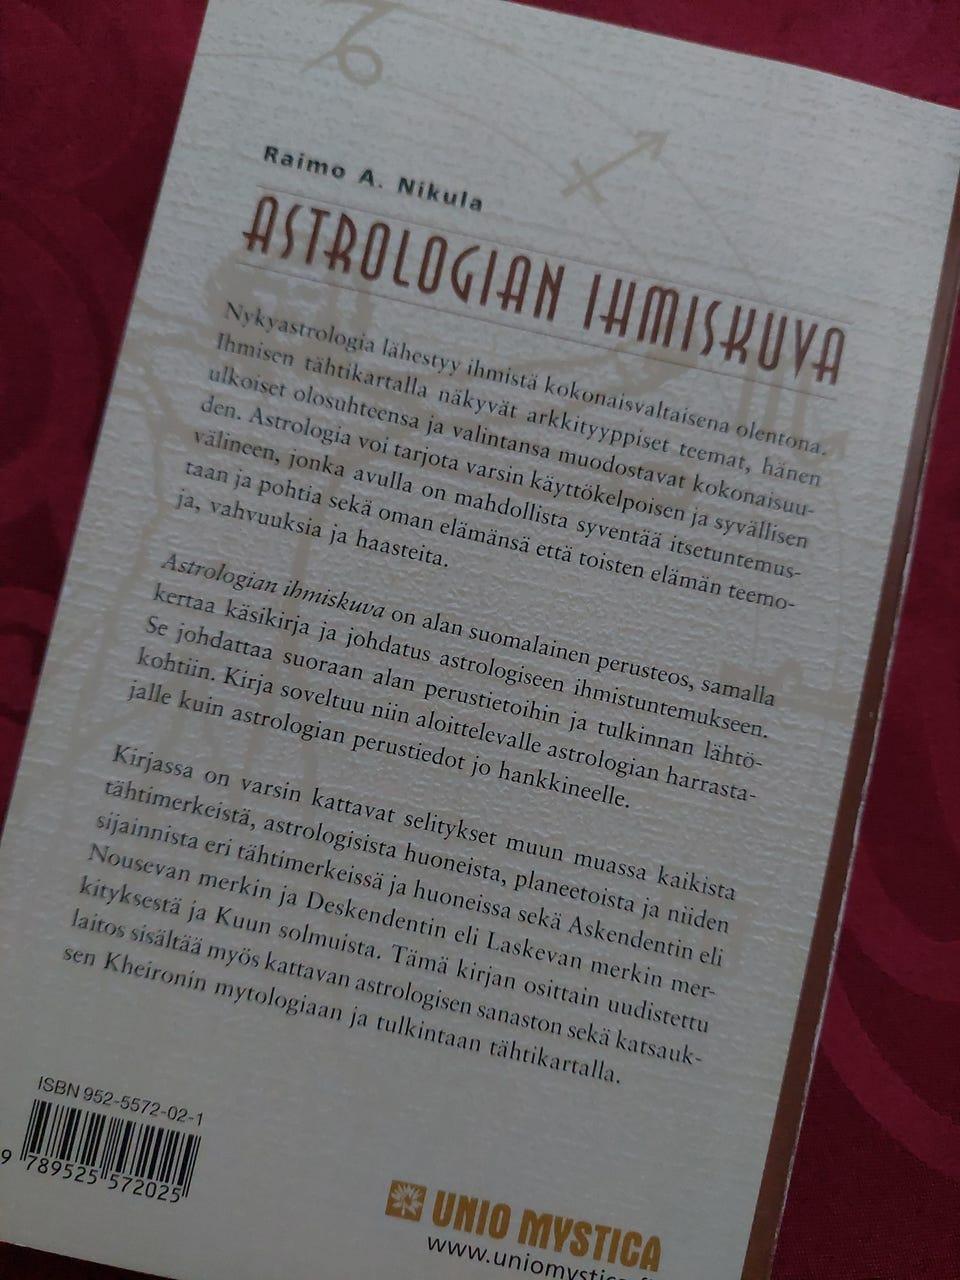 Raimo A. Nikula
ASTROLOGIAN IHMISKUVA
Nykyastrologia lähestyy ihmistä kokonaisvaltaisena olentona.
Ihmisen tähtikartalla näkyvät arkkityyppiset teemat, hänen
ulkoiset olosuhteensa ja valintansa muodostavat kokonaisuu-
den. Astrologia voi tarjota varsin käyttökelpoisen ja syvällisen
välineen, jonka avulla on mahdollista syventää itsetuntemus-
taan ja pohtia sekä oman elämänsä että toisten elämän teemo-
ja, vahvuuksia ja haasteita.
Astrologian ihmiskuva on alan suomalainen perusteos, samalla
kertaa käsikirja ja johdatus astrologiseen ihmistuntemukseen.
Se johdattaa suoraan alan perustietoihin ja tulkinnan lähtö-
kohtiin. Kirja soveltuu niin aloittelevalle astrologian harrasta-
jalle kuin astrologian perustiedot jo hankkineelle.
Kirjassa on varsin kattavat selitykset muun muassa kaikista
tähtimerkeistä, astrologisista huoneista, planeetoista ja niiden
sijainnista eri tähtimerkeissä ja huoneissa sekä Askendentin eli
Nousevan merkin ja Deskendentin eli Laskevan merkin mer-
kityksestä ja Kuun solmuista. Tämä kirjan osittain uudistettu
laitos sisältää myös kattavan astrologisen sanaston sekä katsauk-
sen Kheironin mytologiaan ja tulkintaan tähtikartalla.
ISBN 952-5572-02-1
9 789525 572025
UNIO MYSTICA
www.uniomystica.fi